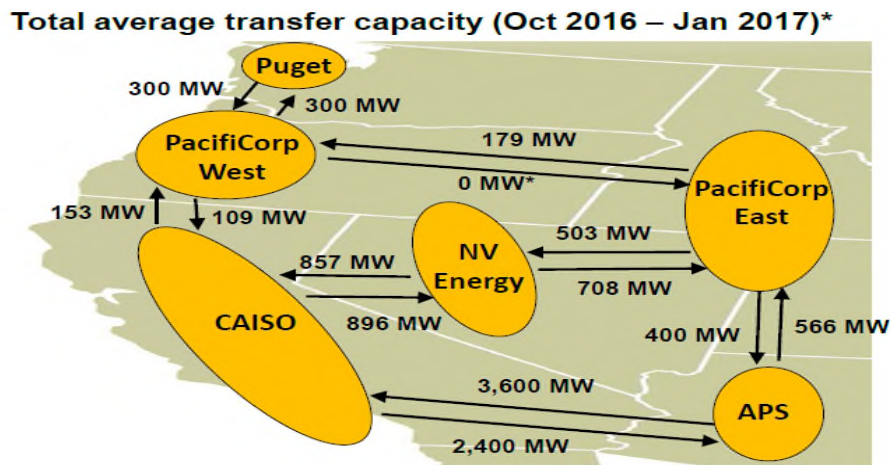 Total average transfer capacity (Oct 2016 – Jan 2017)*
Puget
300 MW
300 MW
PacifiCorp
West
179 MW
0 MW*
PacifiCorp
East
153 MW
109 MW
857 MW
NV
Energy
503 MW
708 MW
CAISO
896 MW
400 MW
566 MW
3,600 MW
APS
2,400 MW